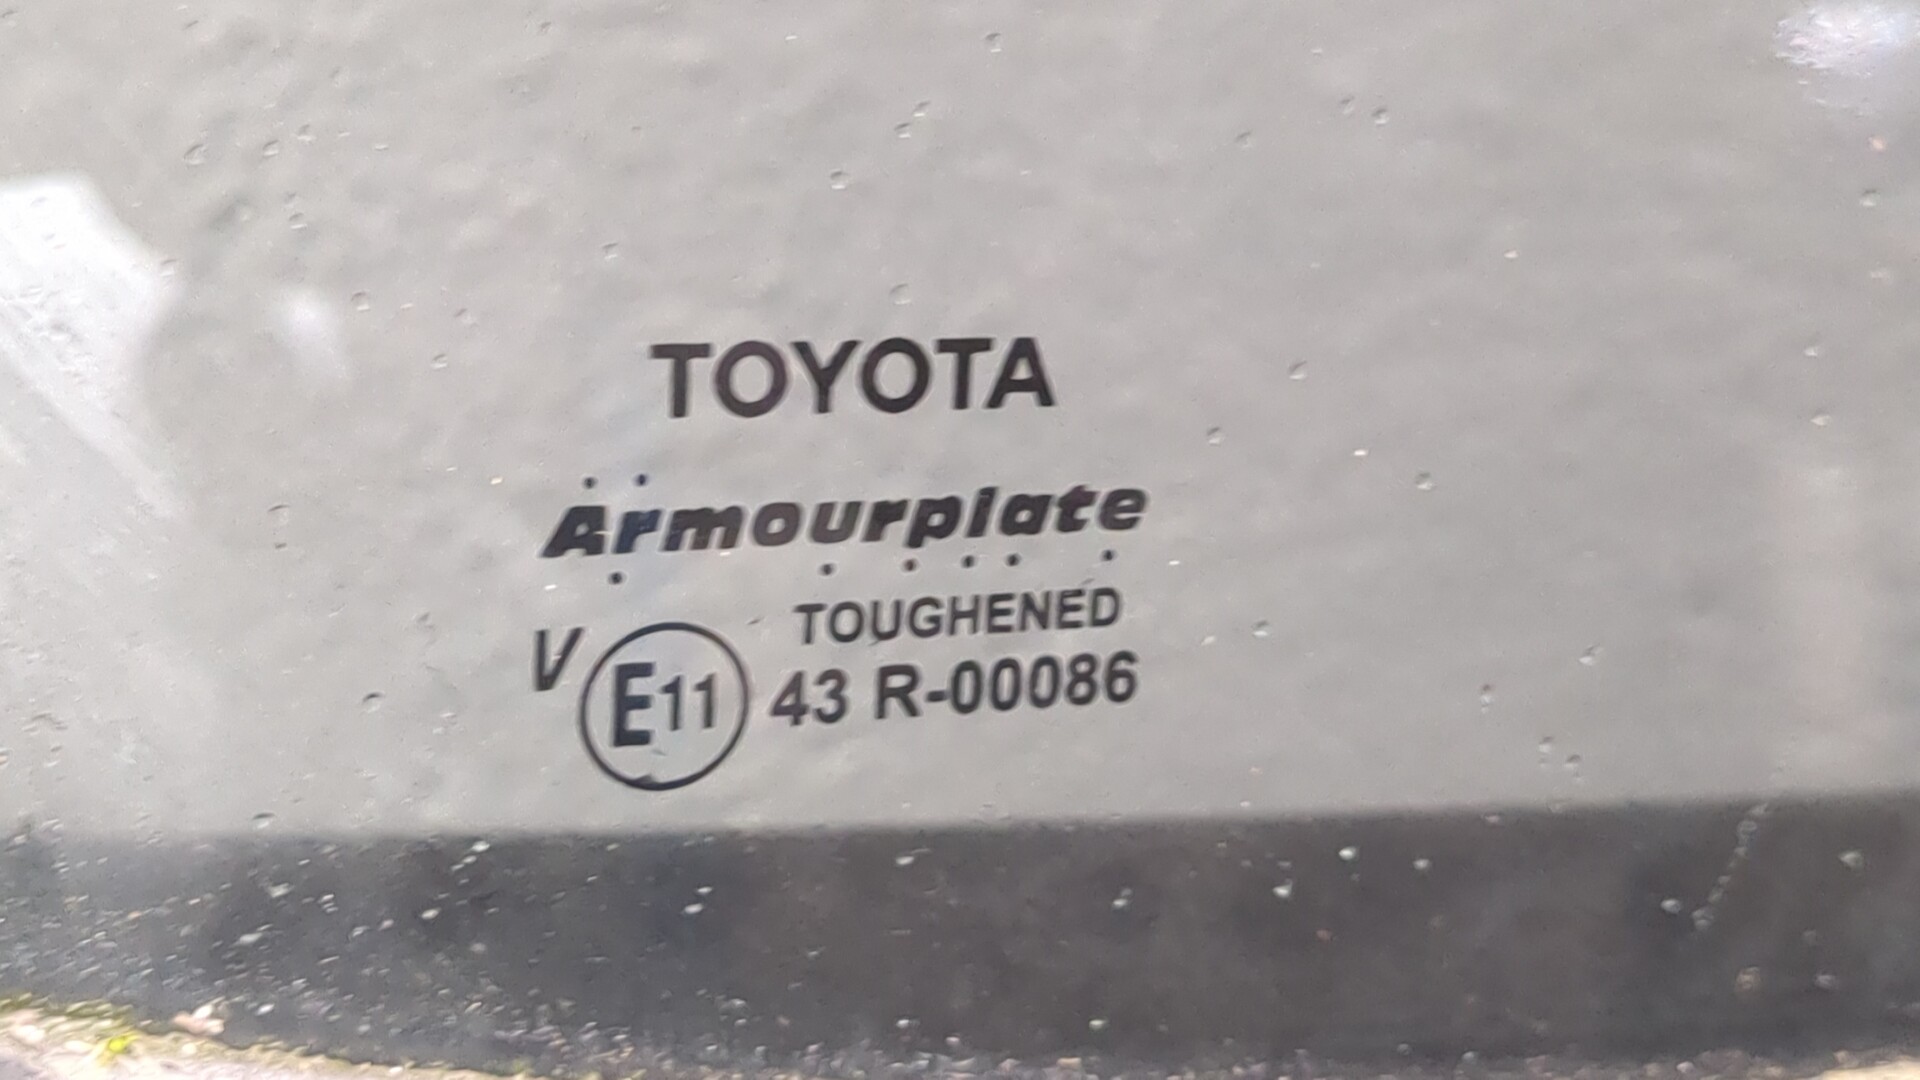 TOYOTA
Armourplate
TOUGHENED
V E11 43 R-00086